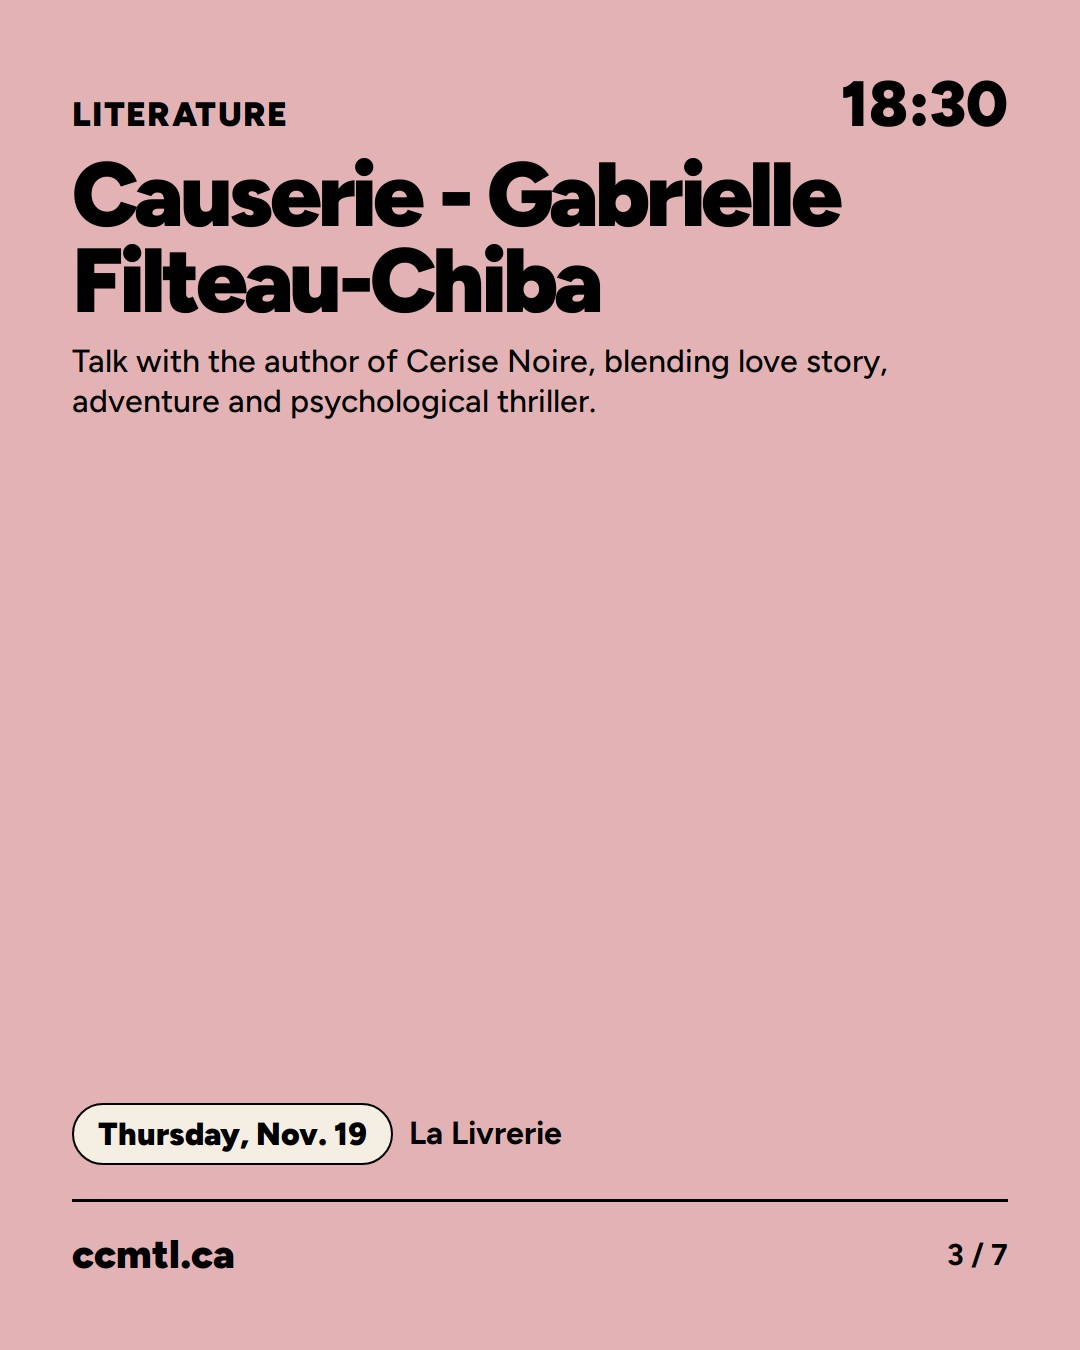 LITERATURE
18:30
Causerie - Gabrielle
Filteau-Chiba
Talk with the author of Cerise Noire, blending love story,
adventure and psychological thriller.
Thursday, Nov. 19
La Livrerie
ccmtl.ca
3 / 7